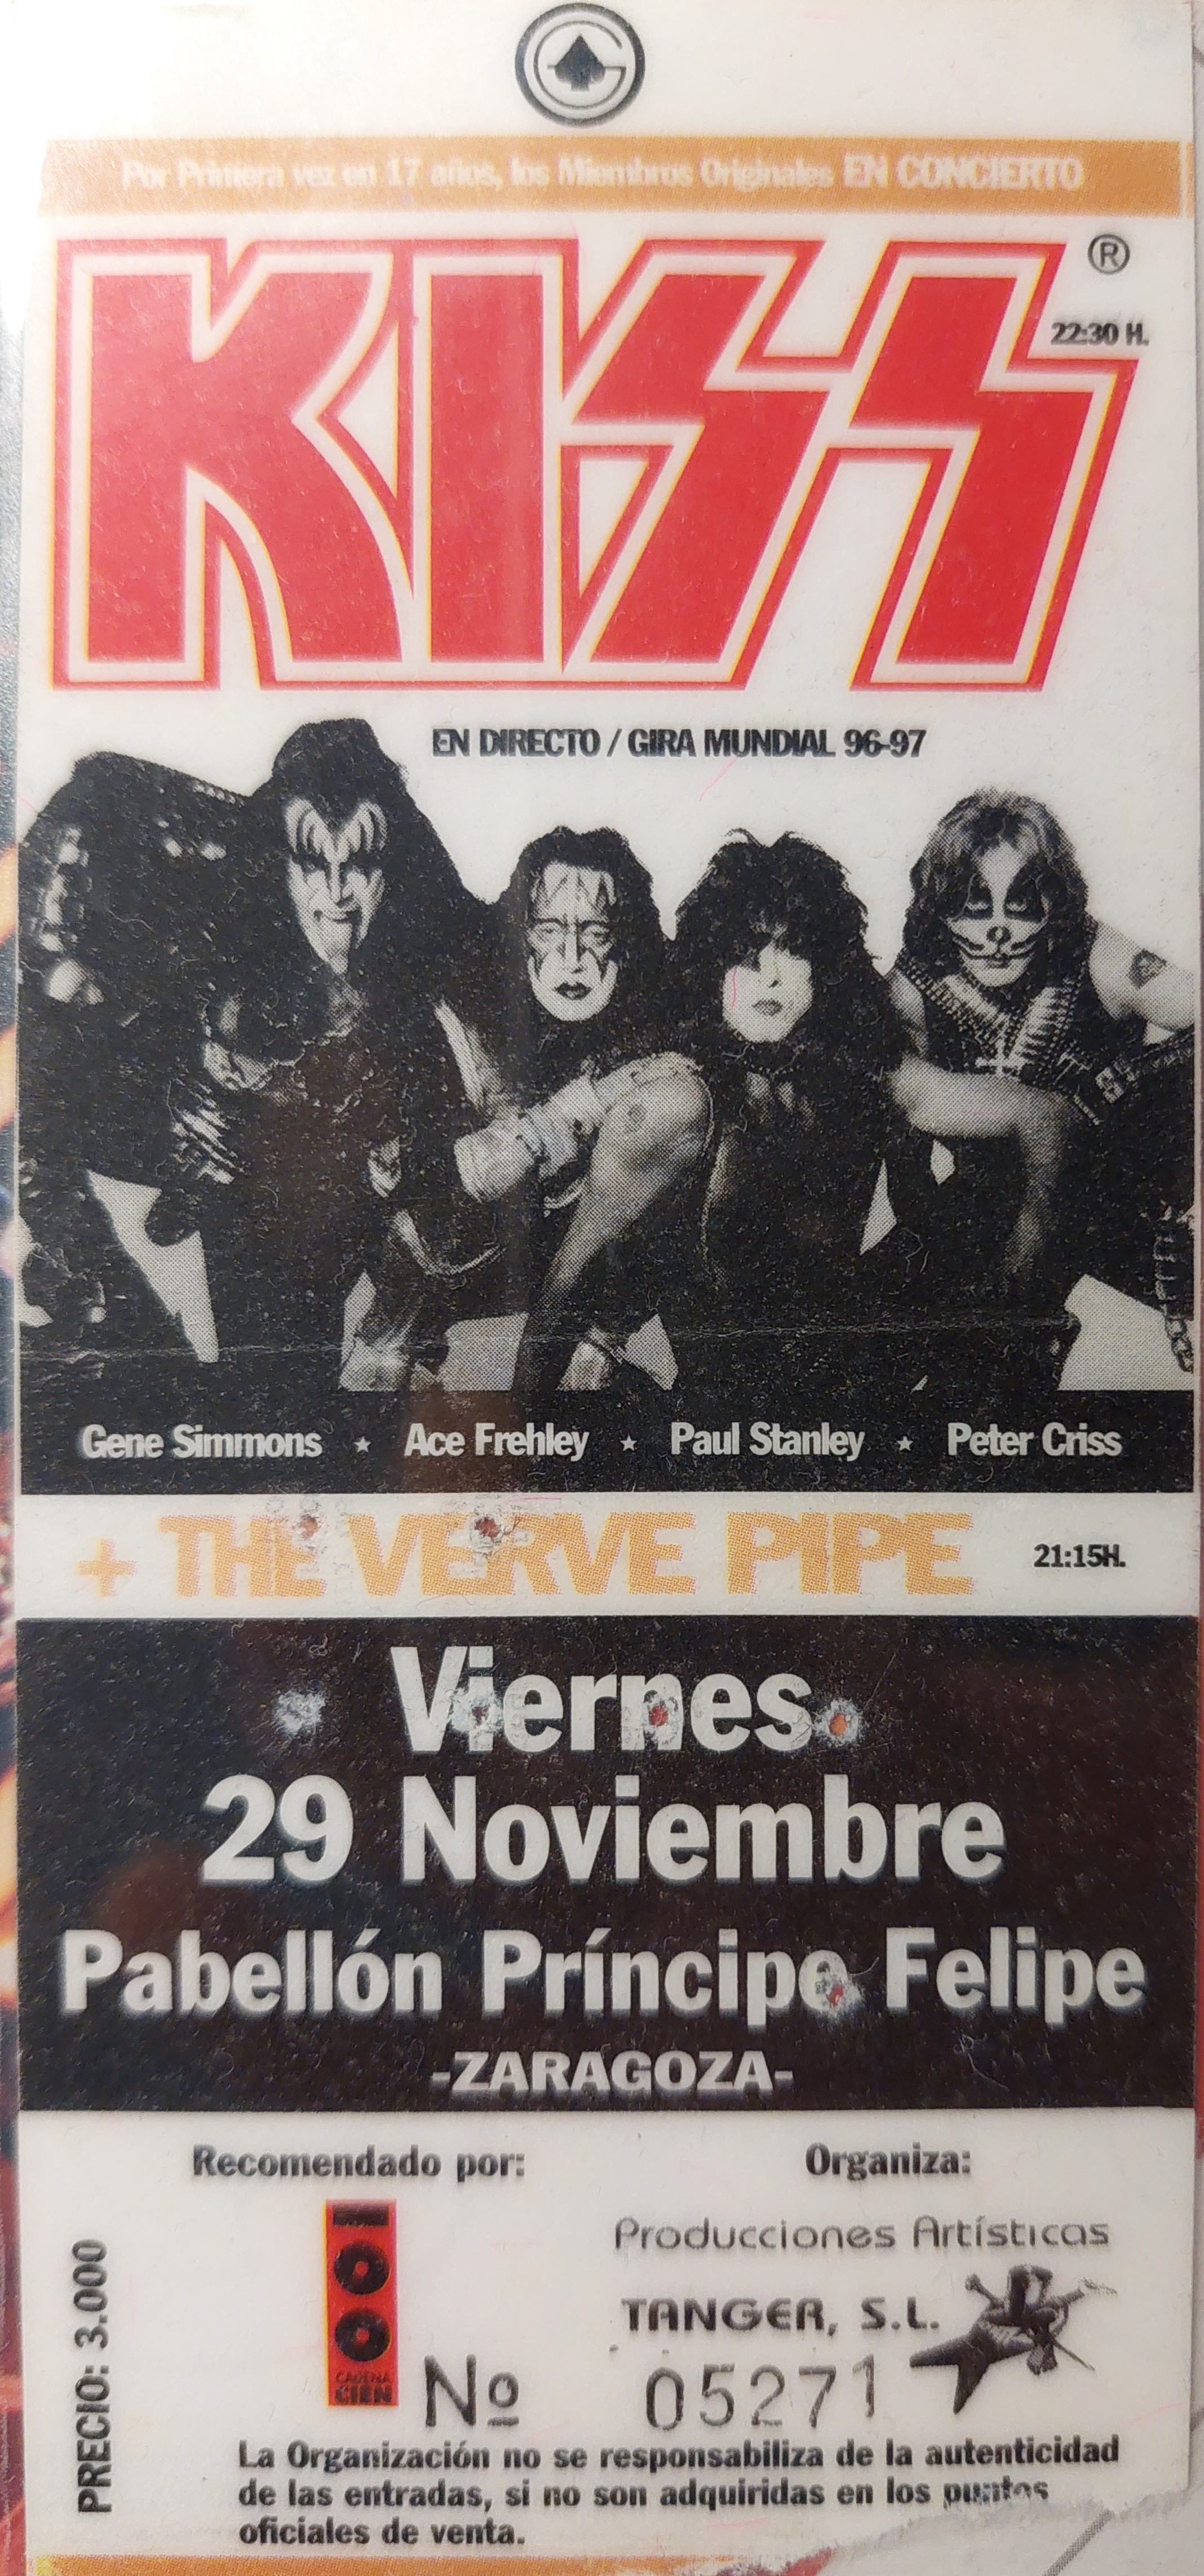 Por Primera vez en 17 años, los Miembros Originales EN CONCIERTO
KISS®
22:30 H.
EN DIRECTO / GIRA MUNDIAL 96-97
Gene Simmons ★ Ace Frehley ★ Paul Stanley ★ Peter Criss
+ THE VERVE PIPE 21:15H.
Viernes
29 Noviembre
Pabellón Príncipe Felipe
-ZARAGOZA-
Recomendado por:
100
CADENA
CIEN
Organiza:
Producciones Artísticas
TANGER, S.L.
Nº 05271
PRECIO: 3.000
La Organización no se responsabiliza de la autenticidad
de las entradas, si no son adquiridas en los puntos
oficiales de venta.